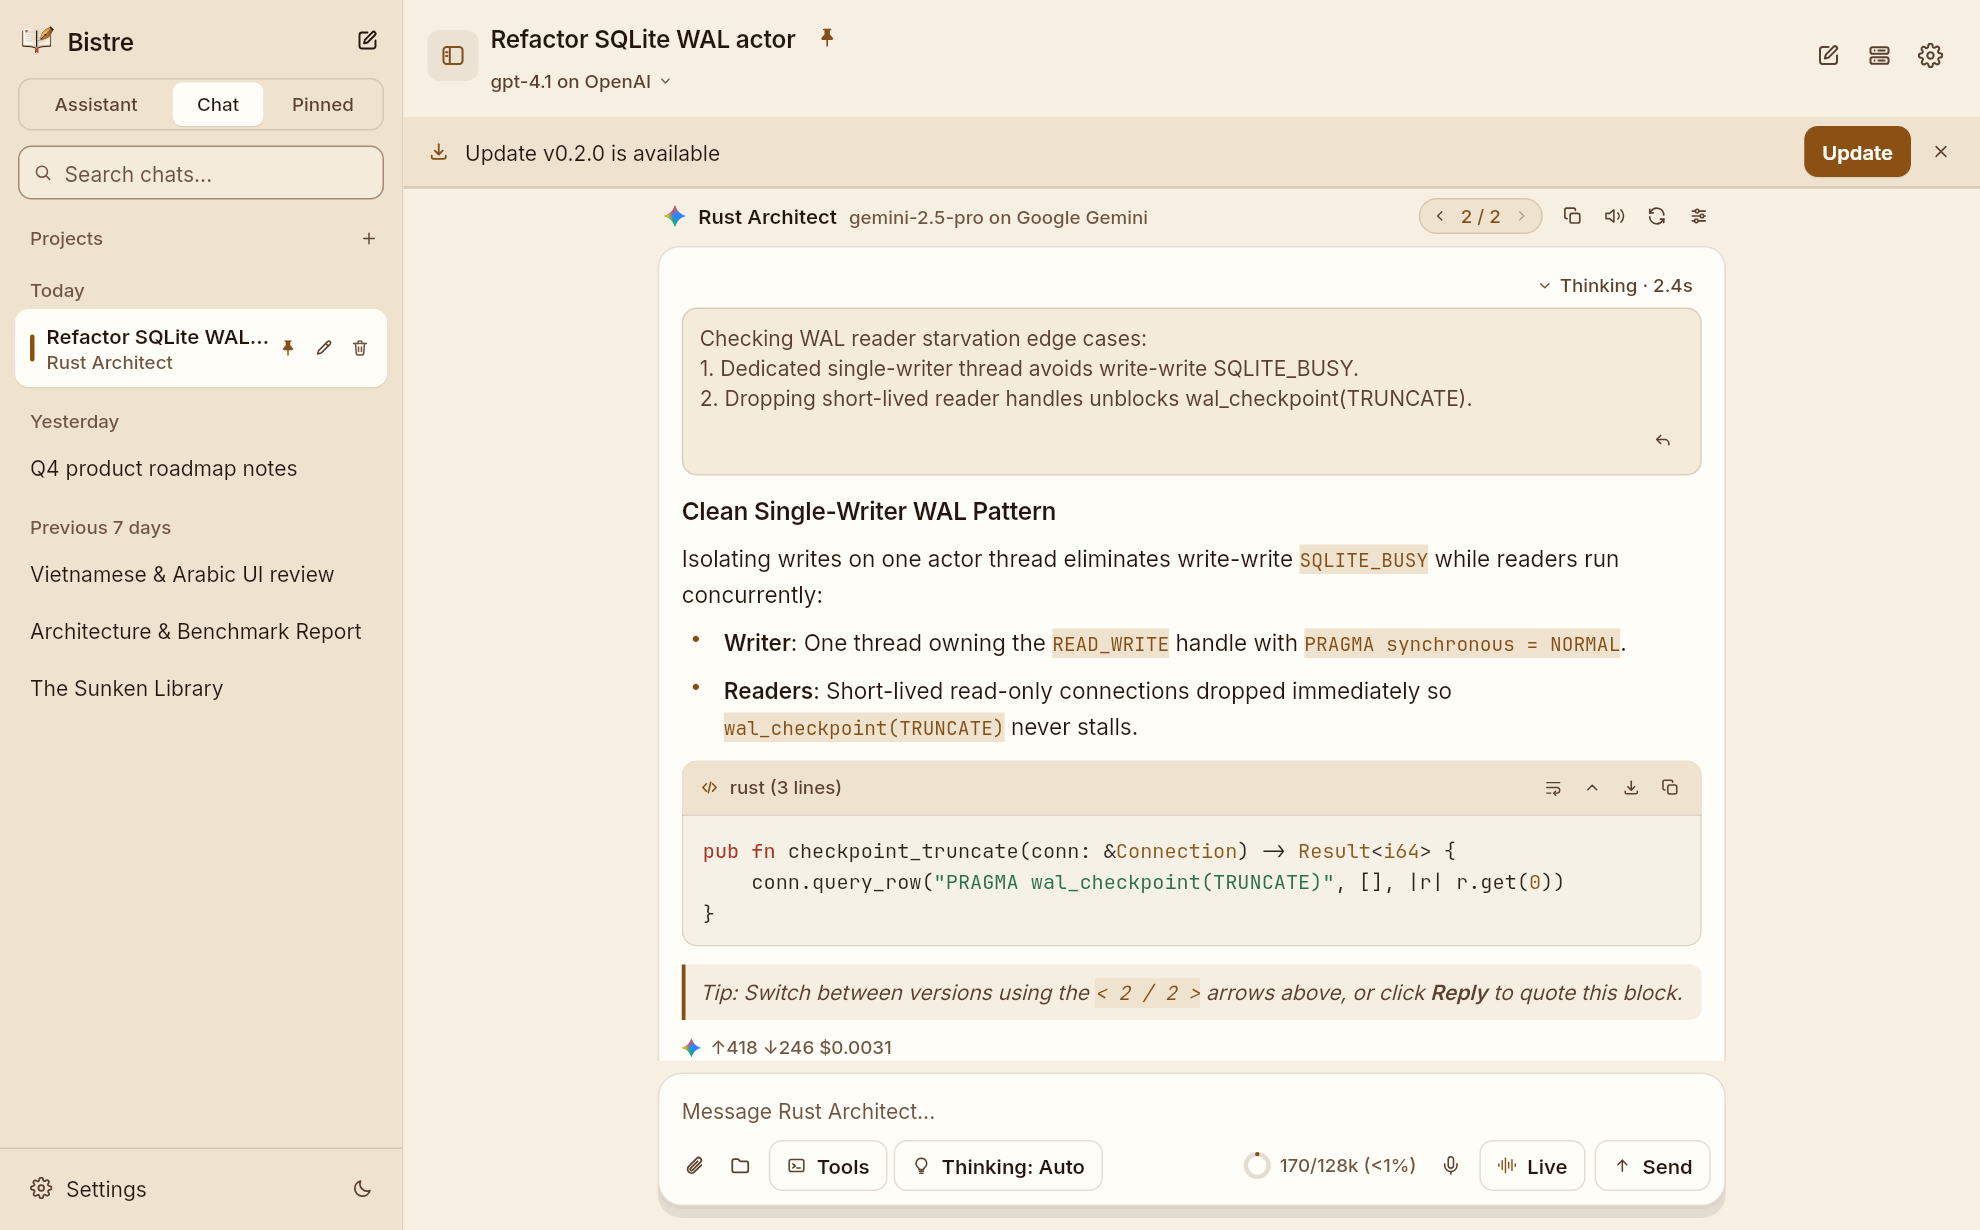 Bistre
Assistant Chat Pinned
Search chats...
Projects
Today
Refactor SQLite WAL...
Rust Architect
Yesterday
Q4 product roadmap notes
Previous 7 days
Vietnamese & Arabic UI review
Architecture & Benchmark Report
The Sunken Library
Settings
Refactor SQLite WAL actor
gpt-4.1 on OpenAI
Update v0.2.0 is available
Update
Rust Architect gemini-2.5-pro on Google Gemini
2 / 2
Thinking · 2.4s
Checking WAL reader starvation edge cases:
1. Dedicated single-writer thread avoids write-write SQLITE_BUSY.
2. Dropping short-lived reader handles unblocks wal_checkpoint(TRUNCATE).
Clean Single-Writer WAL Pattern
Isolating writes on one actor thread eliminates write-write SQLITE_BUSY while readers run
concurrently:
• Writer: One thread owning the READ_WRITE handle with PRAGMA synchronous = NORMAL.
• Readers: Short-lived read-only connections dropped immediately so
wal_checkpoint(TRUNCATE) never stalls.
rust (3 lines)
pub fn checkpoint_truncate(conn: &Connection) -> Result<i64> {
    conn.query_row("PRAGMA wal_checkpoint(TRUNCATE)", [], |r| r.get(0))
}
Tip: Switch between versions using the < 2 / 2 > arrows above, or click Reply to quote this block.
↑418 ↓246 $0.0031
Message Rust Architect...
Tools
Thinking: Auto
170/128k (<1%)
Live
Send